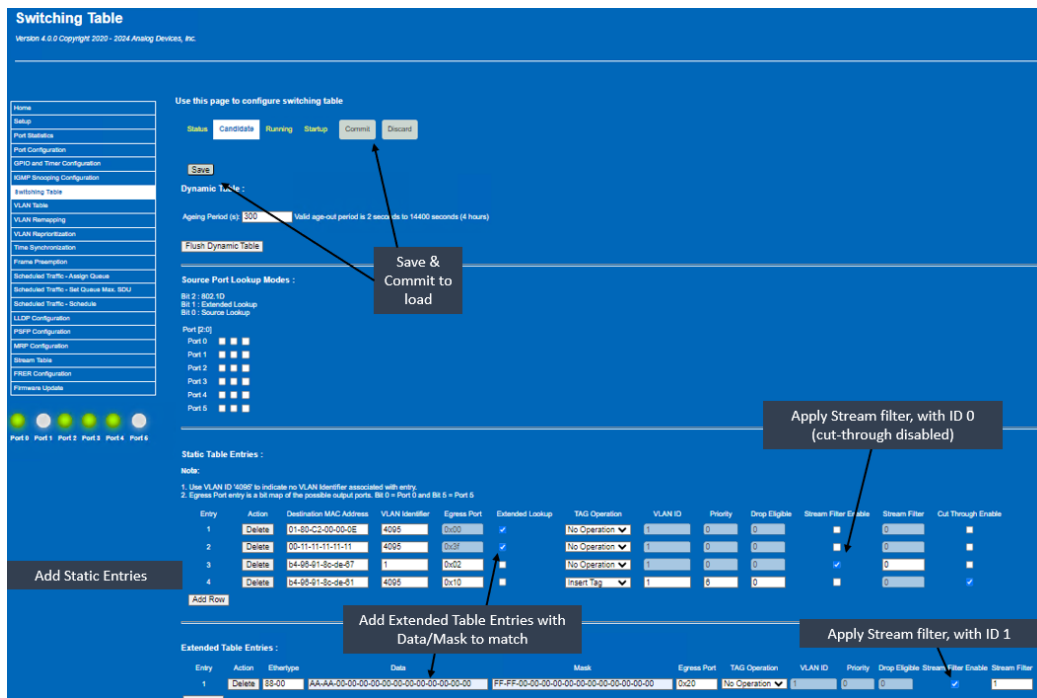 Switching Table
Version 4.0.0 Copyright 2020 - 2024 Analog Devices, Inc.
Home
Setup
Port Statistics
Port Configuration
GPIO and Timer Configuration
IGMP Snooping Configuration
Switching Table
VLAN Table
VLAN Remapping
VLAN Reprioritization
Time Synchronization
Frame Preemption
Scheduled Traffic - Assign Queue
Scheduled Traffic - Set Queue Max. SDU
Scheduled Traffic - Schedule
LLDP Configuration
PSFP Configuration
MRP Configuration
Stream Table
FRER Configuration
Firmware Update
Port 0 Port 1 Port 2 Port 3 Port 4 Port 5
Use this page to configure switching table
Status Candidate Running Startup Commit Discard
Save
Dynamic Table :
Ageing Period (s): 300 Valid age-out period is 2 seconds to 14400 seconds (4 hours)
Flush Dynamic Table
Save &
Commit to
load
Source Port Lookup Modes :
Bit 2 : 802.1D
Bit 1 : Extended Lookup
Bit 0 : Source Lookup
Port [2:0]
Port 0
Port 1
Port 2
Port 3
Port 4
Port 5
Apply Stream filter, with ID 0
(cut-through disabled)
Static Table Entries :
Note:
1. Use VLAN ID '4095' to indicate no VLAN Identifier associated with entry.
2. Egress Port entry is a bit map of the possible output ports. Bit 0 = Port 0 and Bit 5 = Port 5
Entry Action Destination MAC Address VLAN Identifier Egress Port Extended Lookup TAG Operation VLAN ID Priority Drop Eligible Stream Filter Enable Stream Filter Cut Through Enable
1 Delete 01-80-C2-00-00-0E 4095 0x00 No Operation 1 0 0 0
2 Delete 00-11-11-11-11-11 4095 0x3f No Operation 1 0 0 0
3 Delete b4-96-91-8c-de-67 1 0x02 No Operation 1 0 0 0
4 Delete b4-96-91-8c-de-61 4095 0x10 Insert Tag 1 6 0 0
Add Static Entries
Add Row
Add Extended Table Entries with
Data/Mask to match
Apply Stream filter, with ID 1
Extended Table Entries :
Entry Action Ethertype Data Mask Egress Port TAG Operation VLAN ID Priority Drop Eligible Stream Filter Enable Stream Filter
1 Delete 88-00 AA-AA-00-00-00-00-00-00-00-00-00-00-00-00 FF-FF-00-00-00-00-00-00-00-00-00-00-00-00 0x20 No Operation 1 0 0 1